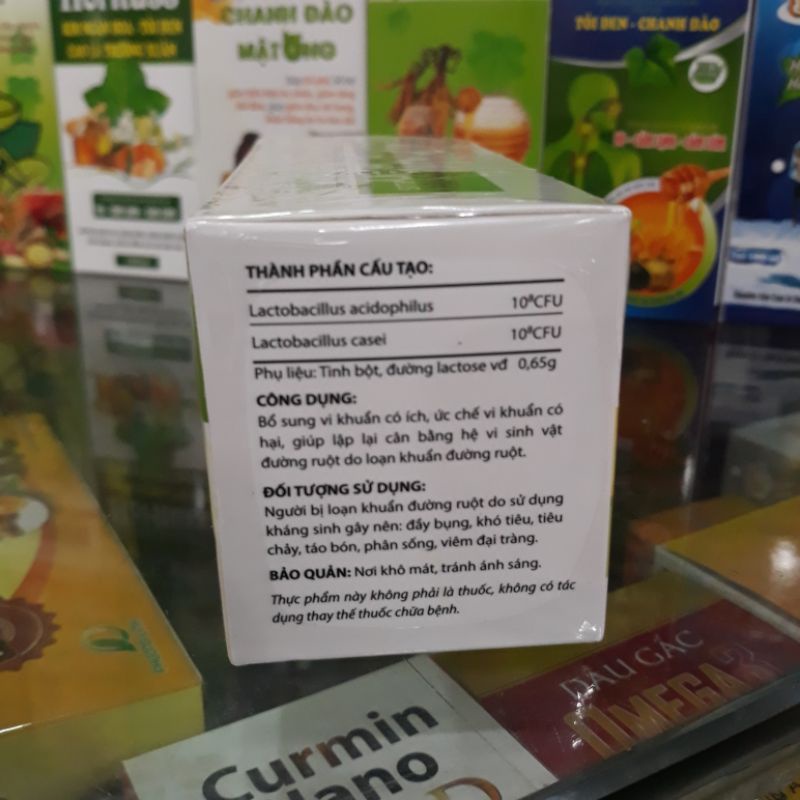 CHANH ĐÀO
MẬT ONG
TỎI ĐEN - CHANH ĐÀO
THÀNH PHẦN CẤU TẠO:
Lactobacillus acidophilus 10⁸CFU
Lactobacillus casei 10⁸CFU
Phụ liệu: Tinh bột, đường lactose vđ 0,65g
CÔNG DỤNG:
Bổ sung vi khuẩn có ích, ức chế vi khuẩn có
hại, giúp lập lại cân bằng hệ vi sinh vật
đường ruột do loạn khuẩn đường ruột.
ĐỐI TƯỢNG SỬ DỤNG:
Người bị loạn khuẩn đường ruột do sử dụng
kháng sinh gây nên: đầy bụng, khó tiêu, tiêu
chảy, táo bón, phân sống, viêm đại tràng.
BẢO QUẢN: Nơi khô mát, tránh ánh sáng.
Thực phẩm này không phải là thuốc, không có tác
dụng thay thế thuốc chữa bệnh.
DẦU GẤC
OMEGA
Curmin